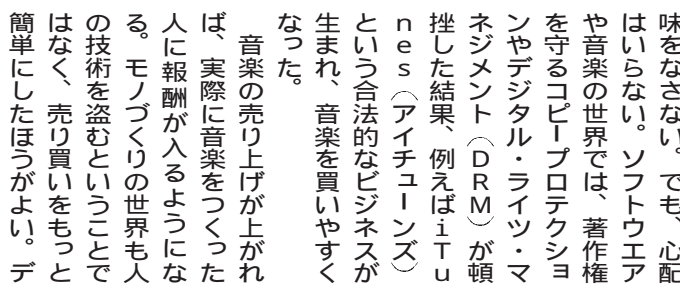 味をなさない。でも、心配
はいらない。ソフトウエア
や音楽の世界では、著作権
を守るコピープロテクショ
ンやデジタル・ライツ・マ
ネジメント（ＤＲＭ）が頓
挫した結果、例えばｉＴｕ
ｎｅｓ（アイチューンズ）
という合法的なビジネスが
生まれ、音楽を買いやすく
なった。
　音楽の売り上げが上がれ
ば、実際に音楽をつくった
人に報酬が入るようにな
る。モノづくりの世界も人
の技術を盗むということで
はなく、売り買いをもっと
簡単にしたほうがよい。デ